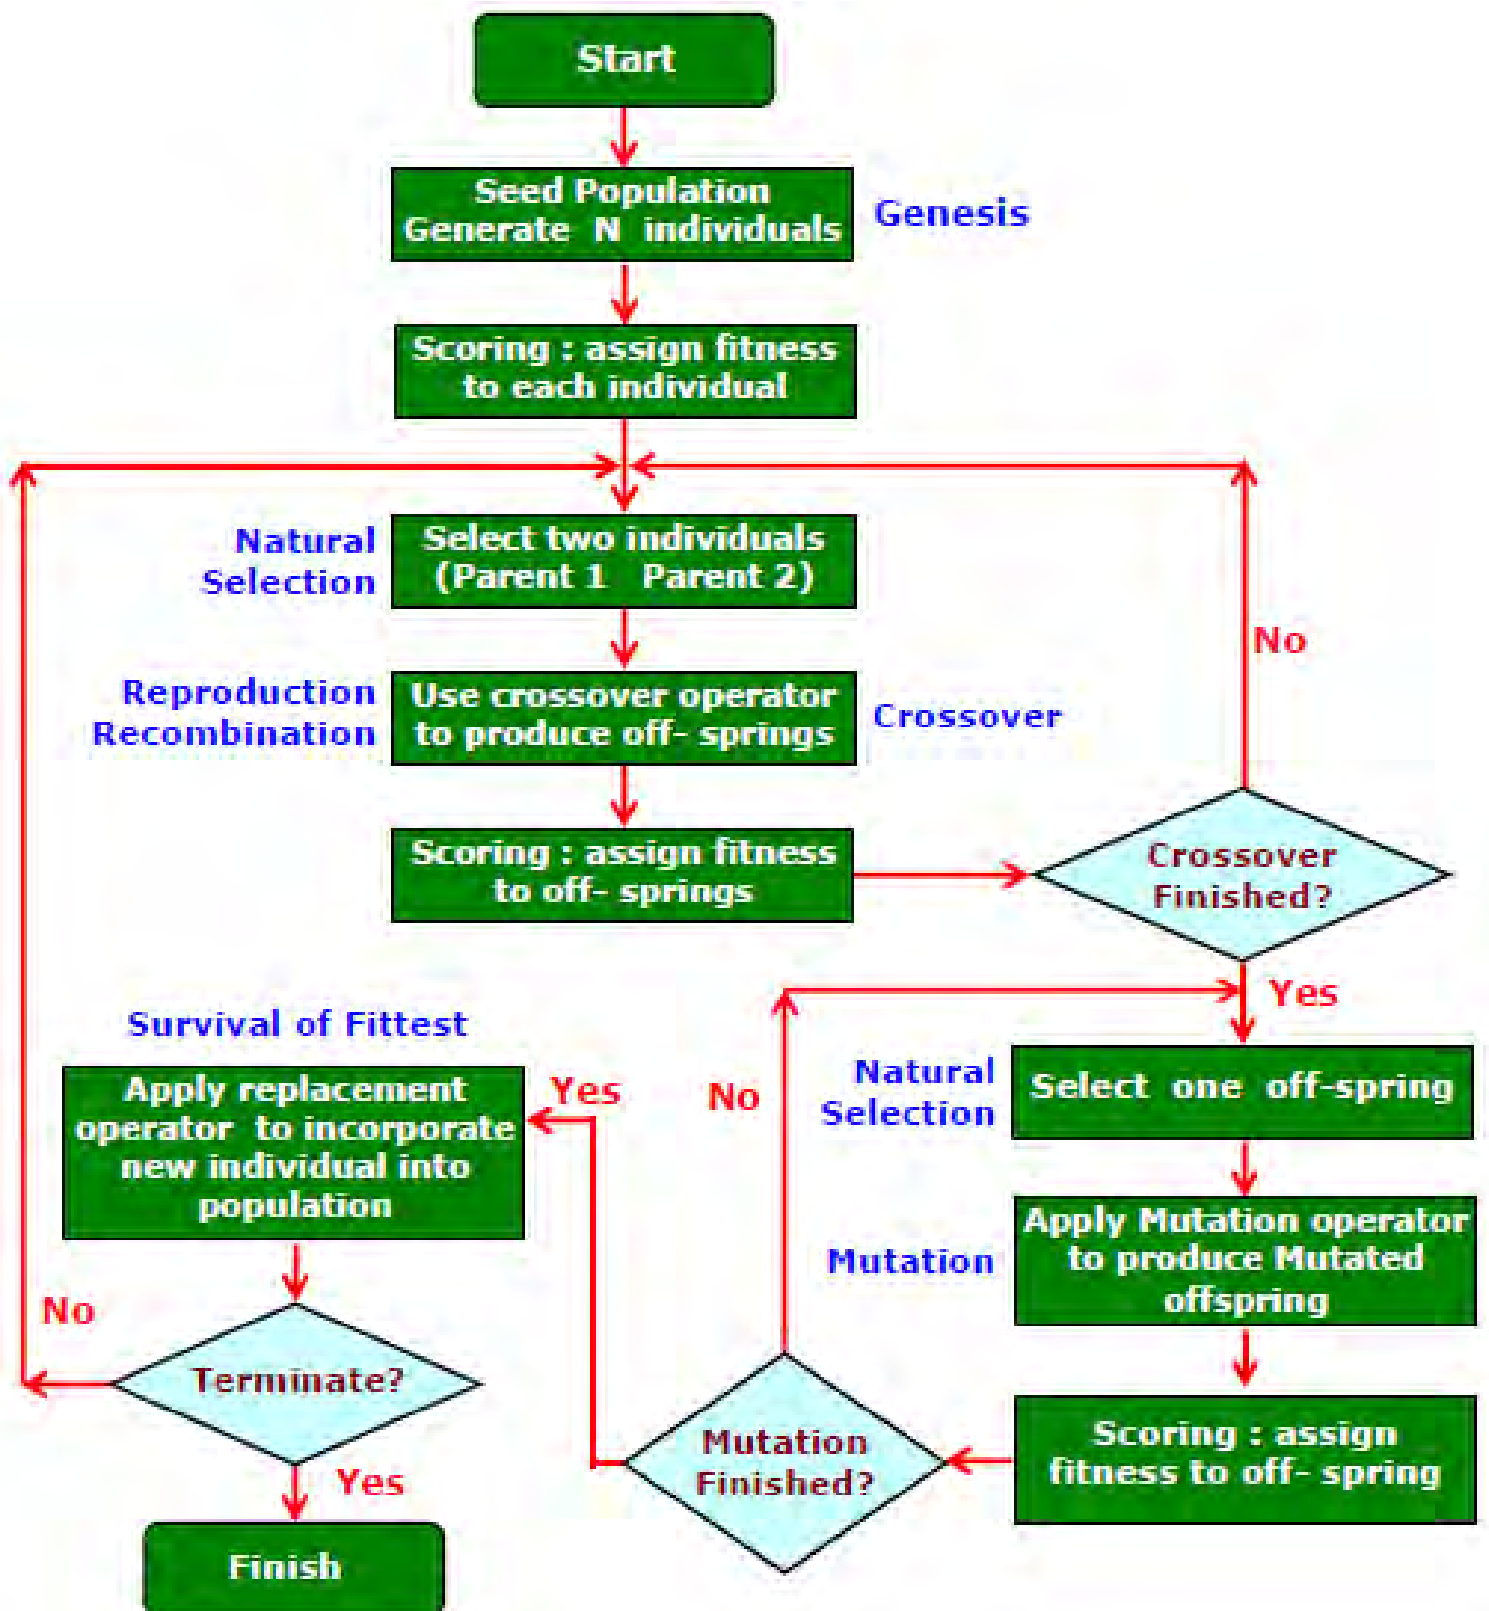 Start
Seed Population
Generate N individuals
Genesis
Scoring : assign fitness
to each individual
Natural
Selection
Select two individuals
(Parent 1 Parent 2)
No
Reproduction
Recombination
Use crossover operator
to produce off- springs
Crossover
Scoring : assign fitness
to off- springs
Crossover
Finished?
Yes
Natural
Selection
Select one off-spring
Mutation
Apply Mutation operator
to produce Mutated
offspring
Scoring : assign
fitness to off- spring
Mutation
Finished?
No
Yes
Survival of Fittest
Apply replacement
operator to incorporate
new individual into
population
No
Terminate?
Yes
Finish